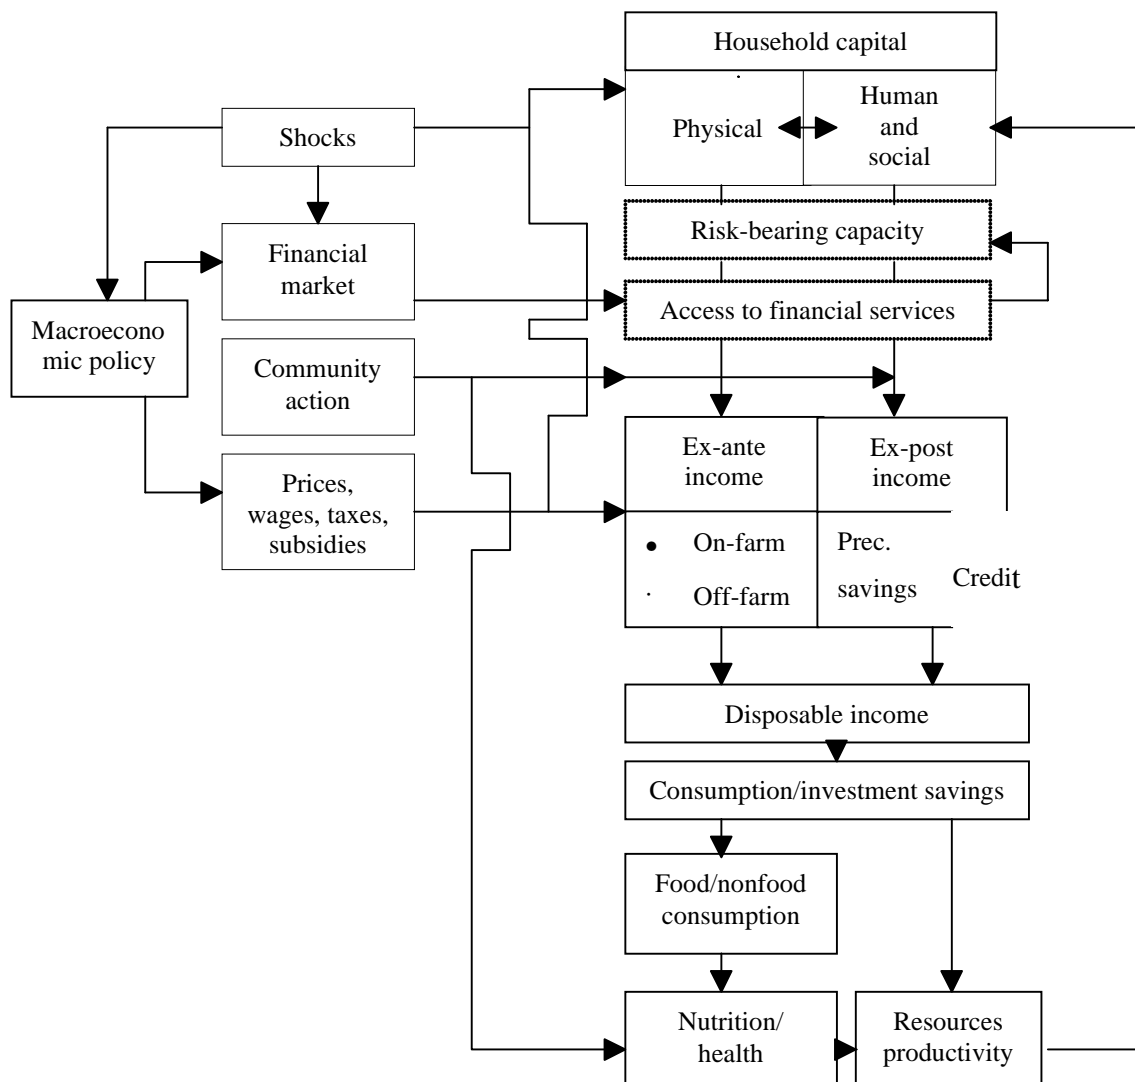 Household capital
Physical
Human
and
social
Shocks
Risk-bearing capacity
Financial
market
Access to financial services
Macroecono
mic policy
Community
action
Ex-ante
income
Ex-post
income
Prices,
wages, taxes,
subsidies
• On-farm
· Off-farm
Prec.
savings
Credit
Disposable income
Consumption/investment savings
Food/nonfood
consumption
Nutrition/
health
Resources
productivity